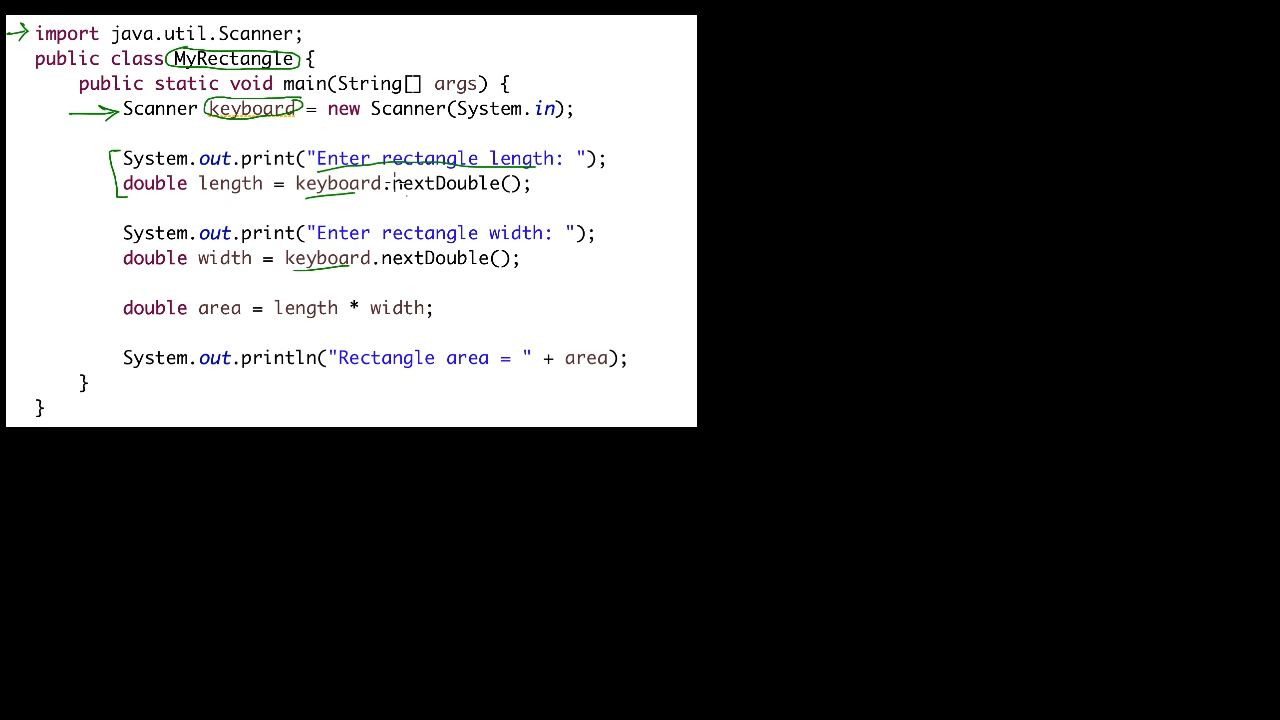 import java.util.Scanner;
public class MyRectangle {
public static void main(String[] args) {
Scanner keyboard = new Scanner(System.in);
System.out.print("Enter rectangle length: ");
double length = keyboard.nextDouble();
System.out.print("Enter rectangle width: ");
double width = keyboard.nextDouble();
double area = length * width;
System.out.println("Rectangle area = " + area);
}
}